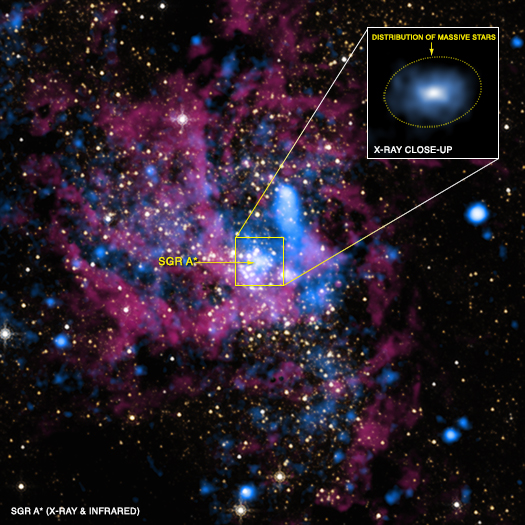 DISTRIBUTION OF MASSIVE STARS
X-RAY CLOSE-UP
SGR A*
SGR A* (X-RAY & INFRARED)